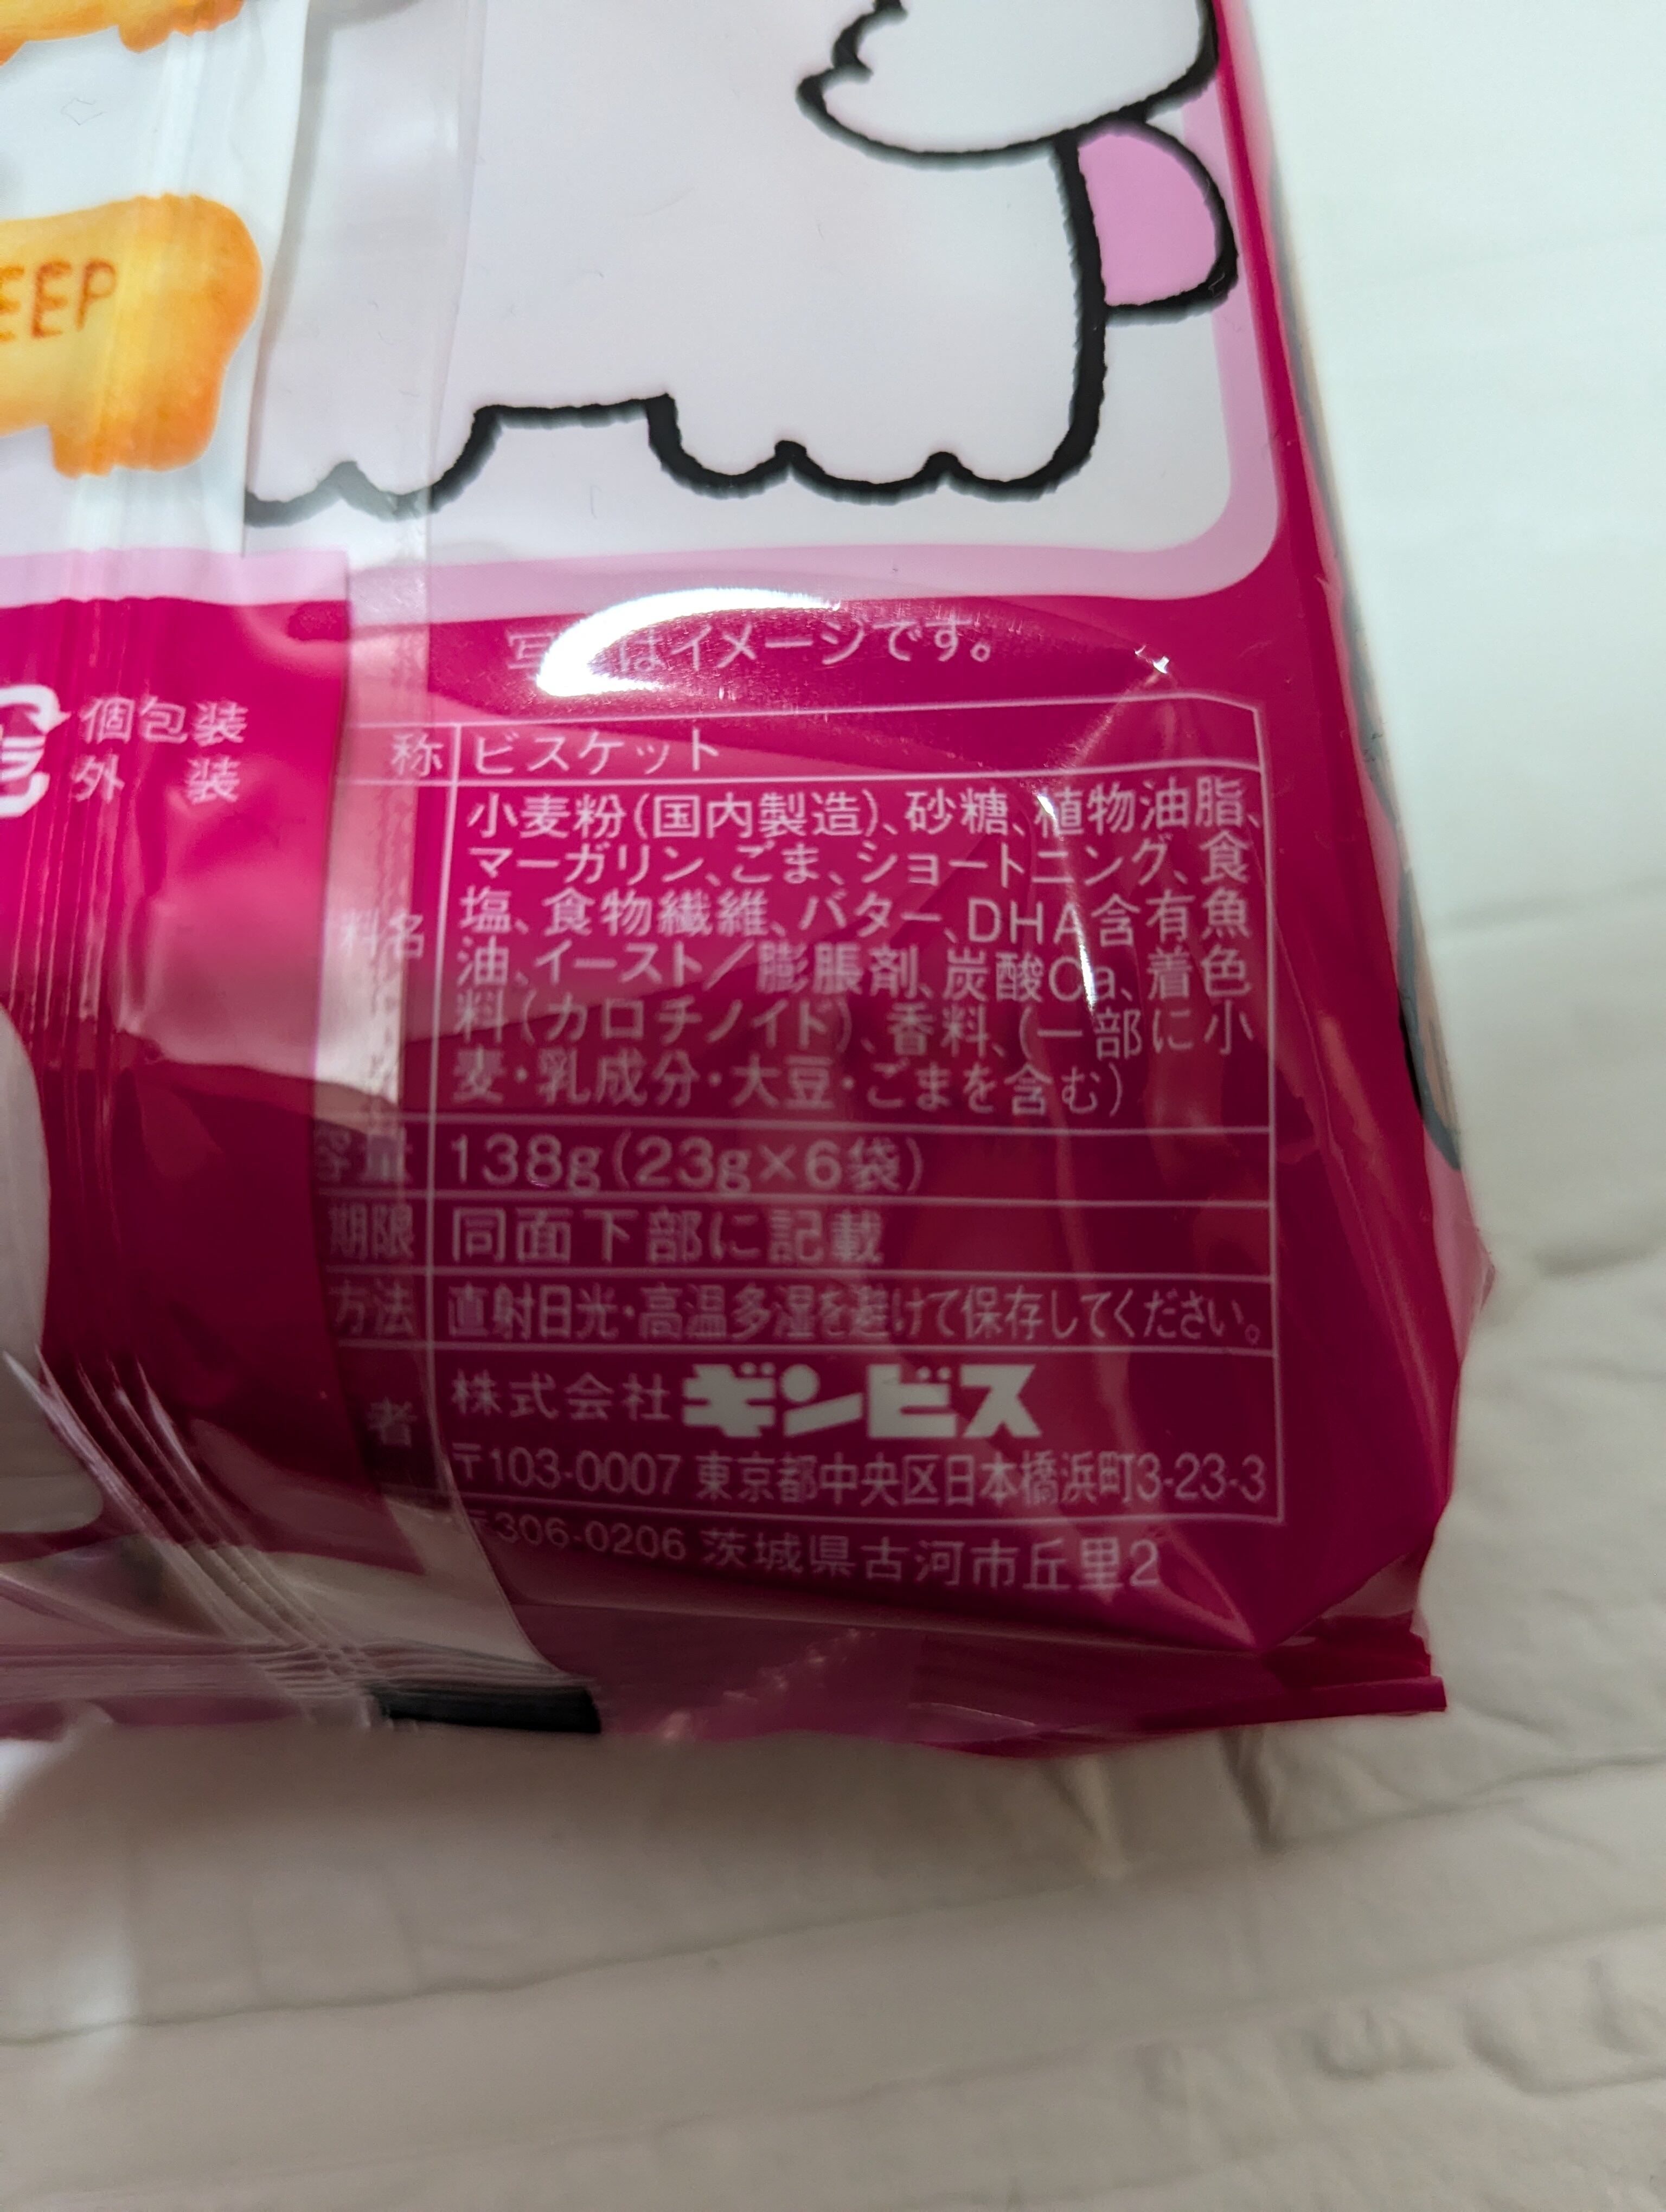 EEP
写 はイメージです。
個包装
外 装
称 ビスケット
料名 小麦粉(国内製造)、砂糖、植物油脂、
マーガリン、ごま、ショートニング、食
塩、食物繊維、バター、DHA含有魚
油、イースト/膨脹剤、炭酸Ca、着色
料(カロチノイド)、香料、(一部に小
麦・乳成分・大豆・ごまを含む)
容量 138g(23g×6袋)
期限 同面下部に記載
方法 直射日光・高温多湿を避けて保存してください。
者 株式会社ギンビス
〒103-0007 東京都中央区日本橋浜町3-23-3
〒306-0206 茨城県古河市丘里2